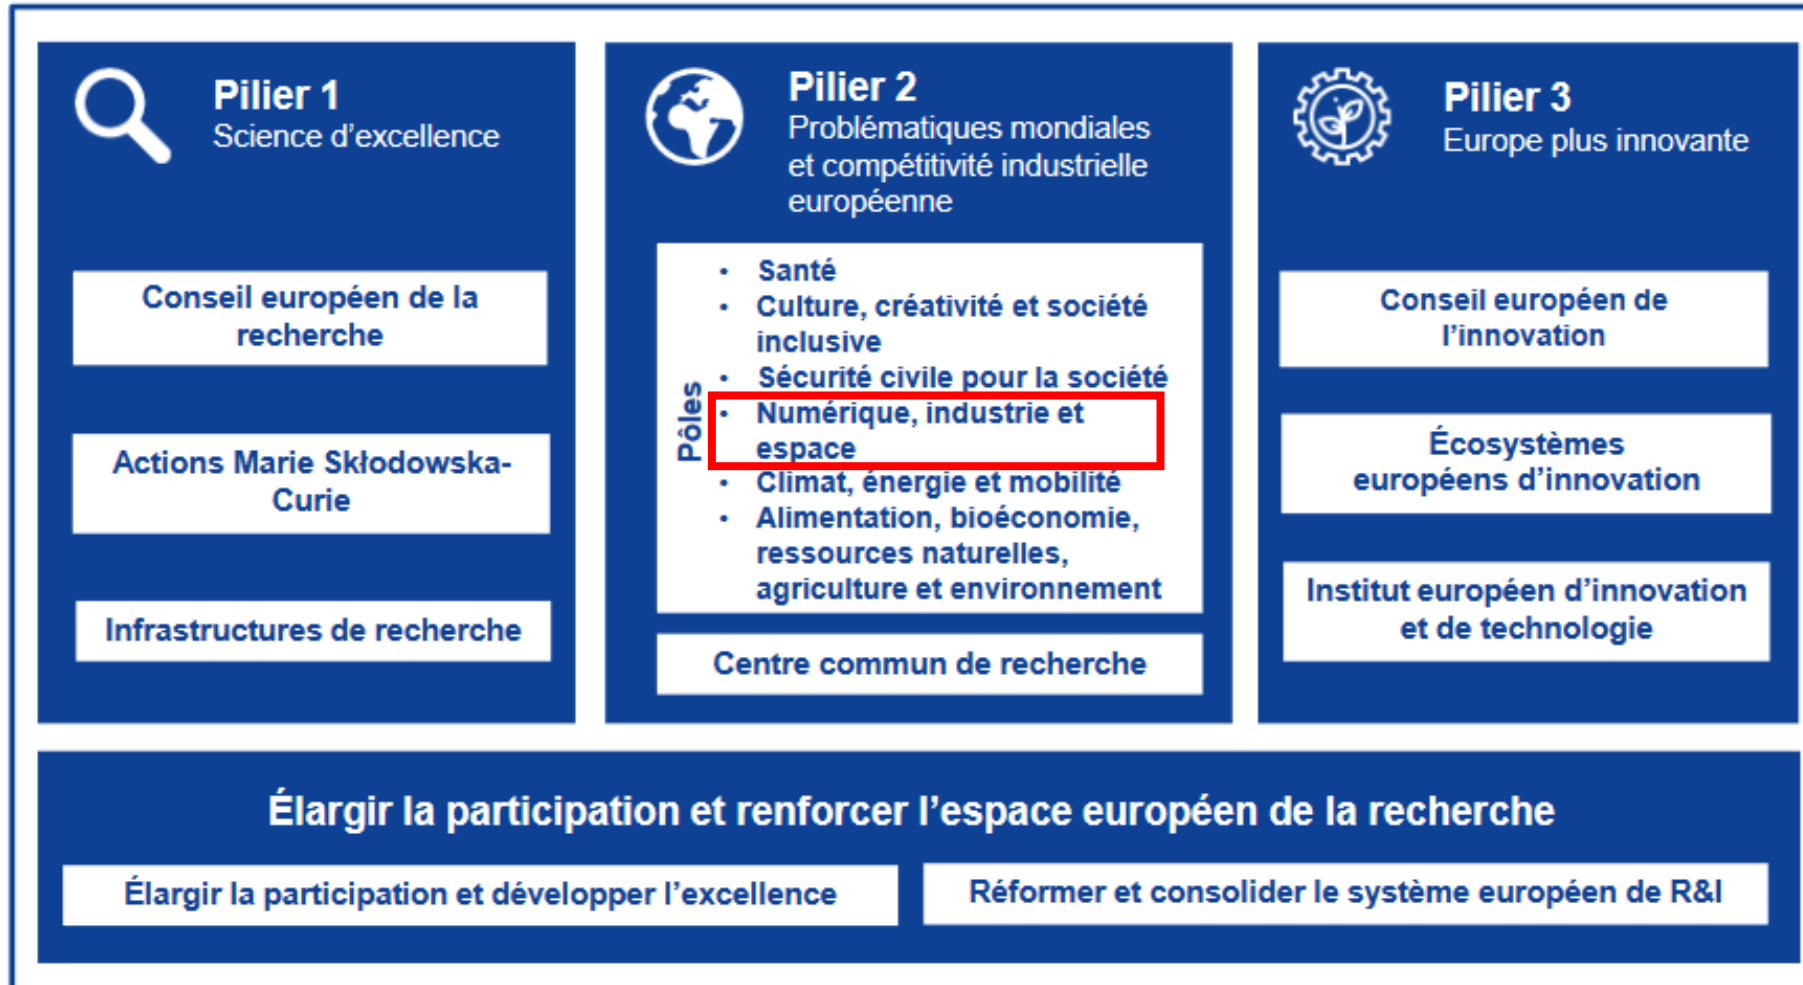 Pilier 1
Science d’excellence
Conseil européen de la
recherche
Actions Marie Skłodowska-
Curie
Infrastructures de recherche
Pilier 2
Problématiques mondiales
et compétitivité industrielle
européenne
Pôles
• Santé
• Culture, créativité et société
inclusive
• Sécurité civile pour la société
• Numérique, industrie et
espace
• Climat, énergie et mobilité
• Alimentation, bioéconomie,
ressources naturelles,
agriculture et environnement
Centre commun de recherche
Pilier 3
Europe plus innovante
Conseil européen de
l’innovation
Écosystèmes
européens d’innovation
Institut européen d’innovation
et de technologie
Élargir la participation et renforcer l’espace européen de la recherche
Élargir la participation et développer l’excellence
Réformer et consolider le système européen de R&I